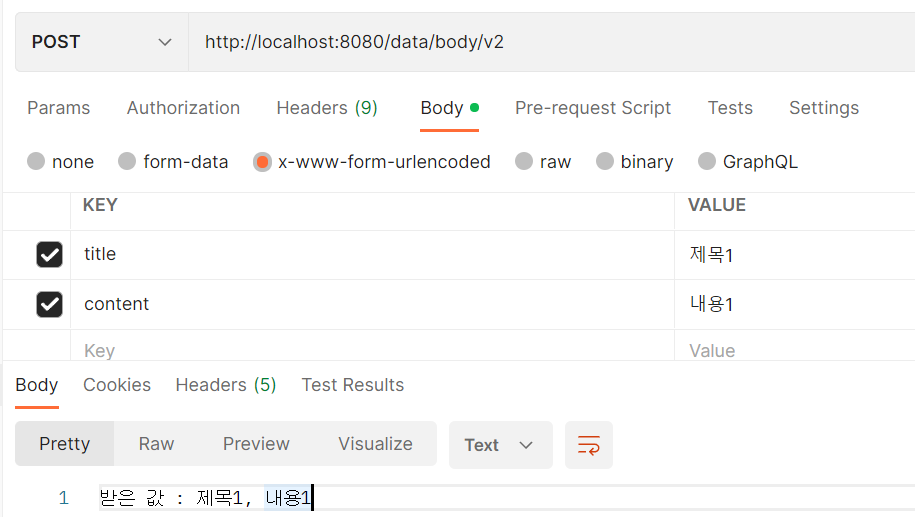 POST http://localhost:8080/data/body/v2
Params Authorization Headers (9) Body Pre-request Script Tests Settings
none form-data x-www-form-urlencoded raw binary GraphQL
KEY VALUE
title 제목1
content 내용1
Key Value
Body Cookies Headers (5) Test Results
Pretty Raw Preview Visualize Text
1 받은 값 : 제목1, 내용1